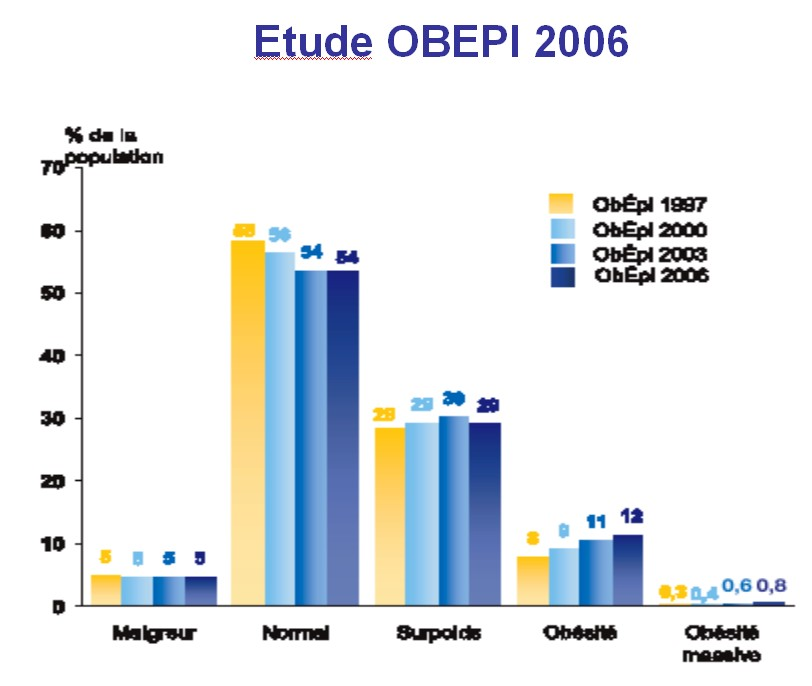 Etude OBEPI 2006
% de la
population
70
60
50
40
30
20
10
0
ObÉpi 1997
ObÉpi 2000
ObÉpi 2003
ObÉpi 2006
58 56 54 54
28 29 30 29
5 5 5 5
8 9 11 12
0,3 0,4 0,6 0,8
Maigreur Normal Surpoids Obésité Obésité
massive